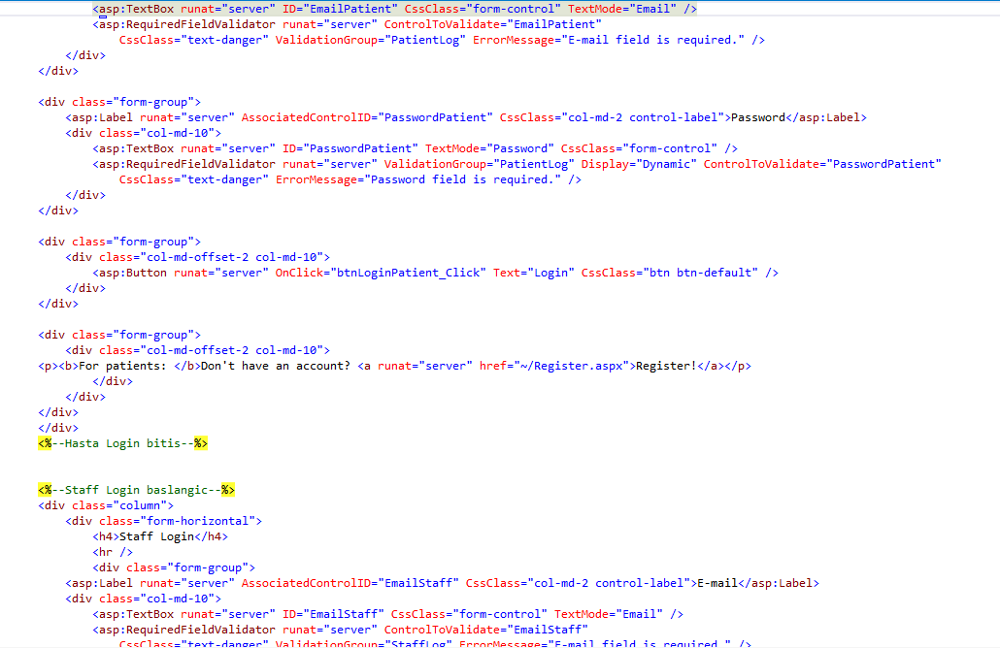 <asp:TextBox runat="server" ID="EmailPatient" CssClass="form-control" TextMode="Email" />
<asp:RequiredFieldValidator runat="server" ControlToValidate="EmailPatient"
CssClass="text-danger" ValidationGroup="PatientLog" ErrorMessage="E-mail field is required." />
</div>
</div>
<div class="form-group">
<asp:Label runat="server" AssociatedControlID="PasswordPatient" CssClass="col-md-2 control-label">Password</asp:Label>
<div class="col-md-10">
<asp:TextBox runat="server" ID="PasswordPatient" TextMode="Password" CssClass="form-control" />
<asp:RequiredFieldValidator runat="server" ValidationGroup="PatientLog" Display="Dynamic" ControlToValidate="PasswordPatient"
CssClass="text-danger" ErrorMessage="Password field is required." />
</div>
</div>
<div class="form-group">
<div class="col-md-offset-2 col-md-10">
<asp:Button runat="server" OnClick="btnLoginPatient_Click" Text="Login" CssClass="btn btn-default" />
</div>
</div>
<div class="form-group">
<div class="col-md-offset-2 col-md-10">
<p><b>For patients: </b>Don't have an account? <a runat="server" href="~/Register.aspx">Register!</a></p>
</div>
</div>
</div>
</div>
<%--Hasta Login bitis--%>
<%--Staff Login baslangic--%>
<div class="column">
<div class="form-horizontal">
<h4>Staff Login</h4>
<hr />
<div class="form-group">
<asp:Label runat="server" AssociatedControlID="EmailStaff" CssClass="col-md-2 control-label">E-mail</asp:Label>
<div class="col-md-10">
<asp:TextBox runat="server" ID="EmailStaff" CssClass="form-control" TextMode="Email" />
<asp:RequiredFieldValidator runat="server" ControlToValidate="EmailStaff"
CssClass="text-danger" ValidationGroup="StaffLog" ErrorMessage="E-mail field is required." />